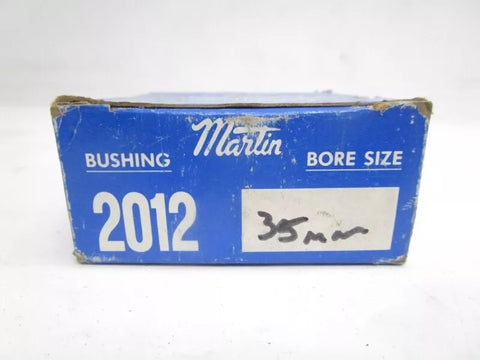 Martin
BUSHING BORE SIZE
2012 35mm